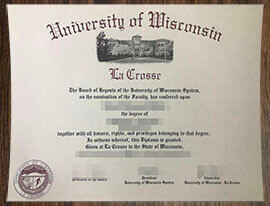 University of Wisconsin
La Crosse
The Board of Regents of the University of Wisconsin System,
on the nomination of the Faculty, has conferred upon
the degree of
together with all honors, rights, and privileges belonging to that degree.
In witness whereof, this Diploma is granted.
Given at La Crosse in the State of Wisconsin,
President
University of Wisconsin System
Chancellor
University of Wisconsin - La Crosse